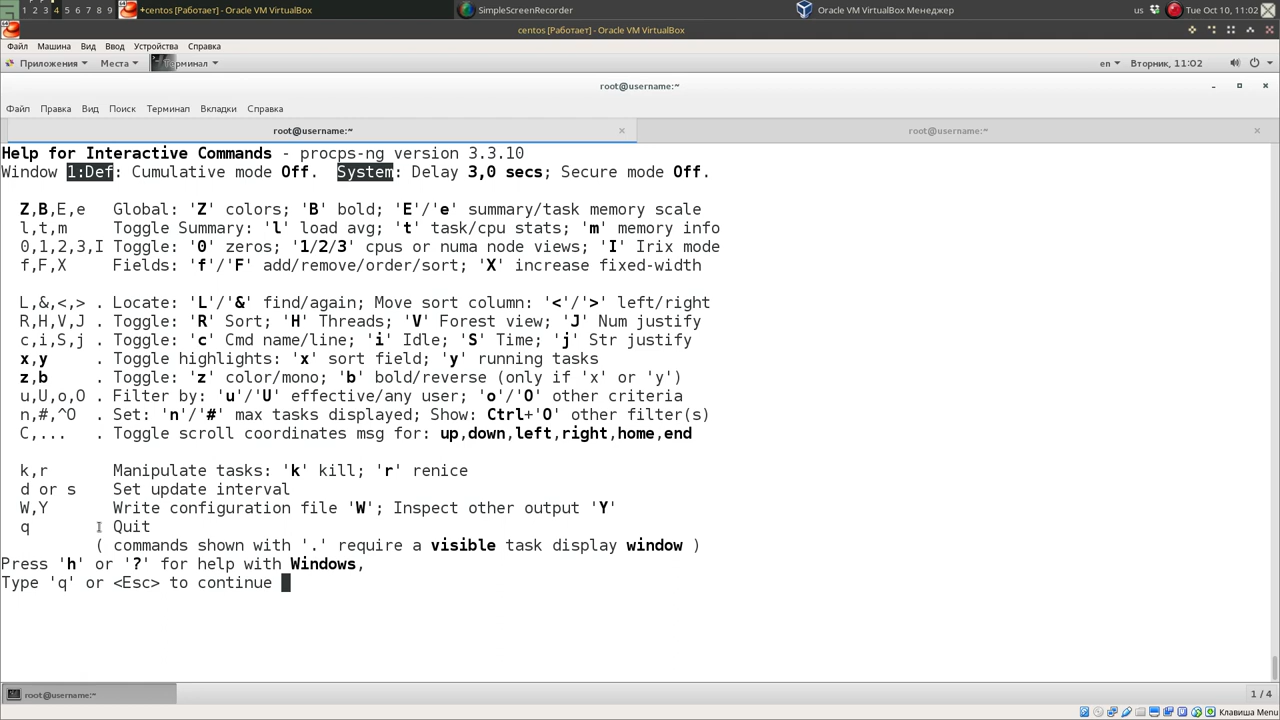 1 2 3 4 5 6 7 8 9 +centos [Работает] - Oracle VM VirtualBox SimpleScreenRecorder Oracle VM VirtualBox Менеджер us Tue Oct 10, 11:02
centos [Работает] - Oracle VM VirtualBox
Файл Машина Вид Ввод Устройства Справка
Приложения Места Терминал en Вторник, 11:02
root@username:~
Файл Правка Вид Поиск Терминал Вкладки Справка
root@username:~ root@username:~
Help for Interactive Commands - procps-ng version 3.3.10
Window 1:Def: Cumulative mode Off. System: Delay 3,0 secs; Secure mode Off.
Z,B,E,e Global: 'Z' colors; 'B' bold; 'E'/'e' summary/task memory scale
l,t,m Toggle Summary: 'l' load avg; 't' task/cpu stats; 'm' memory info
0,1,2,3,I Toggle: '0' zeros; '1/2/3' cpus or numa node views; 'I' Irix mode
f,F,X Fields: 'f'/'F' add/remove/order/sort; 'X' increase fixed-width
L,&,<,> . Locate: 'L'/'&' find/again; Move sort column: '<'/'>' left/right
R,H,V,J . Toggle: 'R' Sort; 'H' Threads; 'V' Forest view; 'J' Num justify
c,i,S,j . Toggle: 'c' Cmd name/line; 'i' Idle; 'S' Time; 'j' Str justify
x,y . Toggle highlights: 'x' sort field; 'y' running tasks
z,b . Toggle: 'z' color/mono; 'b' bold/reverse (only if 'x' or 'y')
u,U,o,O . Filter by: 'u'/'U' effective/any user; 'o'/'O' other criteria
n,#,^O . Set: 'n'/'#' max tasks displayed; Show: Ctrl+'O' other filter(s)
C,... . Toggle scroll coordinates msg for: up,down,left,right,home,end
k,r Manipulate tasks: 'k' kill; 'r' renice
d or s Set update interval
W,Y Write configuration file 'W'; Inspect other output 'Y'
q Quit
( commands shown with '.' require a visible task display window )
Press 'h' or '?' for help with Windows,
Type 'q' or <Esc> to continue
root@username:~ 1 / 4
Клавиша Menu